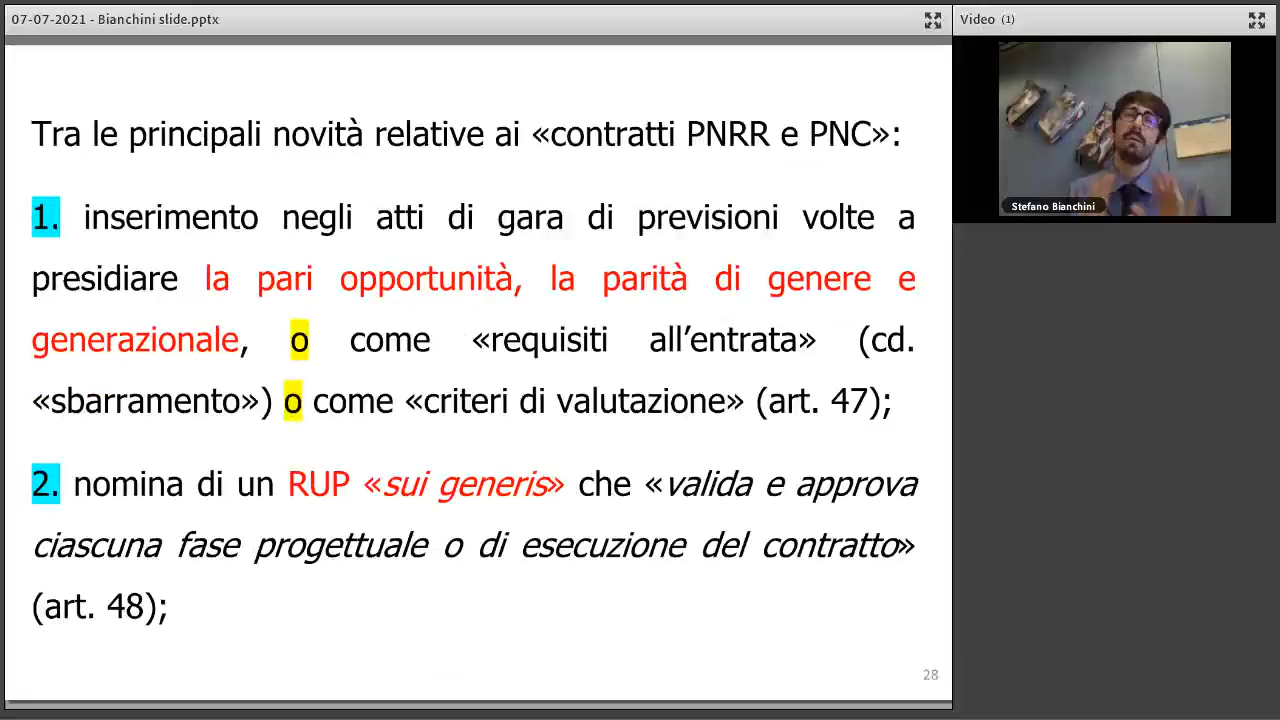 07-07-2021 - Bianchini slide.pptx
Video (1)
Tra le principali novità relative ai «contratti PNRR e PNC»:
1. inserimento negli atti di gara di previsioni volte a
presidiare la pari opportunità, la parità di genere e
generazionale, o come «requisiti all’entrata» (cd.
«sbarramento») o come «criteri di valutazione» (art. 47);
2. nomina di un RUP «sui generis» che «valida e approva
ciascuna fase progettuale o di esecuzione del contratto»
(art. 48);
28
Stefano Bianchini